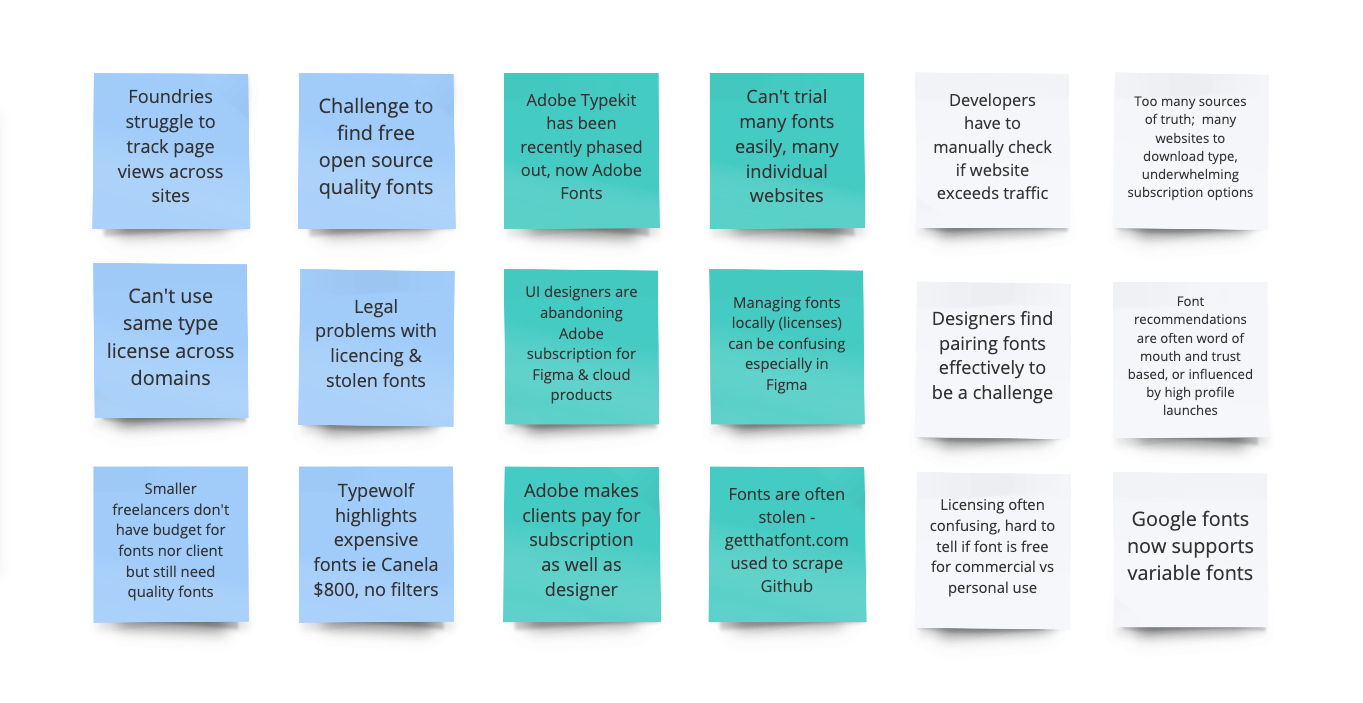 Foundries
struggle to
track page
views across
sites
Challenge to
find free
open source
quality fonts
Adobe Typekit
has been
recently phased
out, now Adobe
Fonts
Can't trial
many fonts
easily, many
individual
websites
Developers
have to
manually check
if website
exceeds traffic
Too many sources
of truth;  many
websites to
download type,
underwhelming
subscription options
Can't use
same type
license across
domains
Legal
problems with
licencing &
stolen fonts
UI designers are
abandoning
Adobe
subscription for
Figma & cloud
products
Managing fonts
locally (licenses)
can be confusing
especially in
Figma
Designers find
pairing fonts
effectively to
be a challenge
Font
recommendations
are often word of
mouth and trust
based, or influenced
by high profile
launches
Smaller
freelancers don't
have budget for
fonts nor client
but still need
quality fonts
Typewolf
highlights
expensive
fonts ie Canela
$800, no filters
Adobe makes
clients pay for
subscription
as well as
designer
Fonts are often
stolen -
getthatfont.com
used to scrape
Github
Licensing often
confusing, hard to
tell if font is free
for commercial vs
personal use
Google fonts
now supports
variable fonts